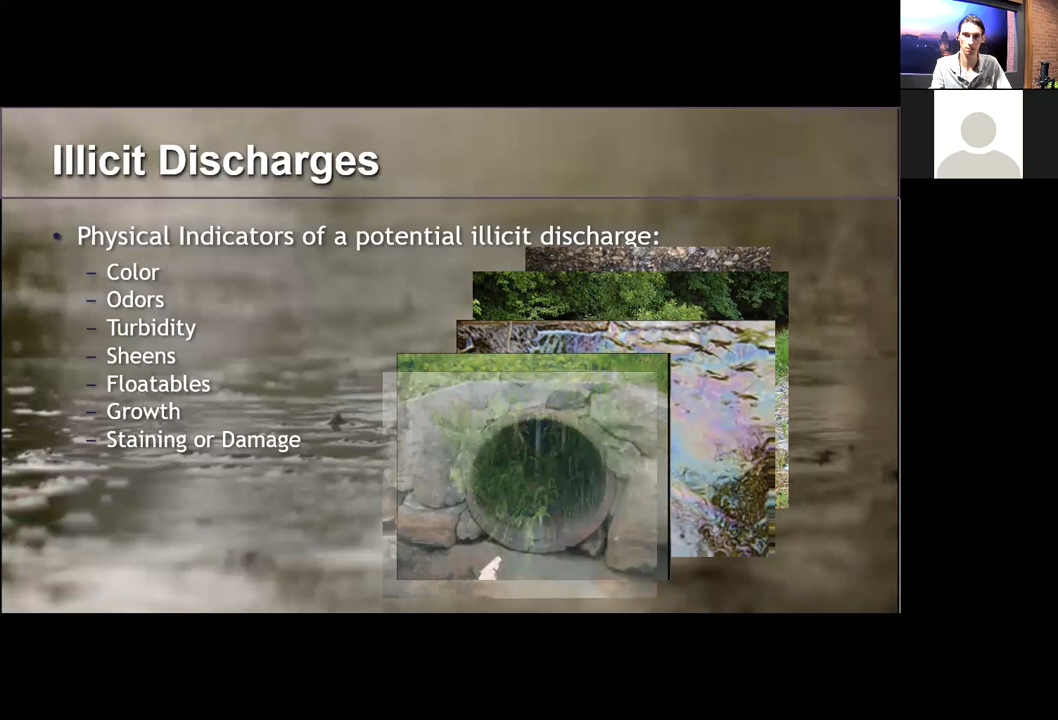 Illicit Discharges
• Physical Indicators of a potential illicit discharge:
– Color
– Odors
– Turbidity
– Sheens
– Floatables
– Growth
– Staining or Damage